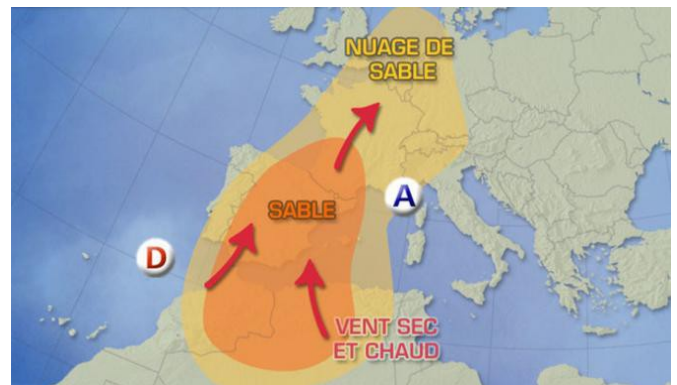 NUAGE DE
SABLE
SABLE
A
D
VENT SEC
ET CHAUD